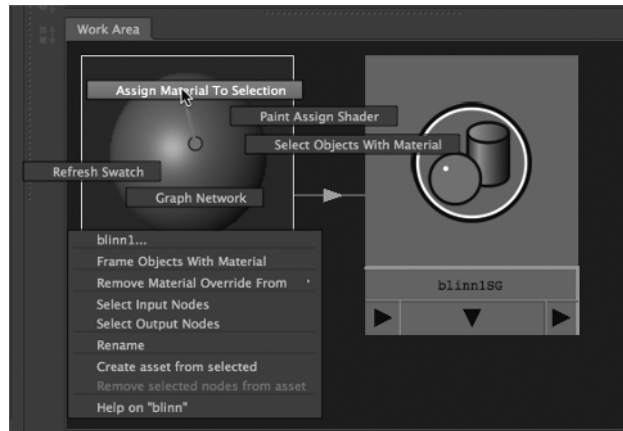 Work Area
Assign Material To Selection
Paint Assign Shader
Select Objects With Material
Refresh Swatch
Graph Network
blinn1...
Frame Objects With Material
Remove Material Override From
Select Input Nodes
Select Output Nodes
Rename
Create asset from selected
Remove selected nodes from asset
Help on "blinn"
blinn1SG